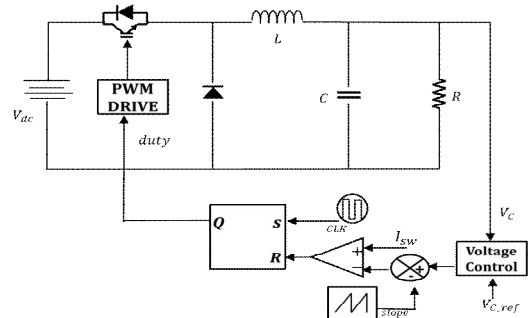 L
PWM
DRIVE
C
R
V_dc
duty
V_C
Q
S
CLK
I_sw
+
−
+
-
R
Voltage
Control
slope
V_C_ref